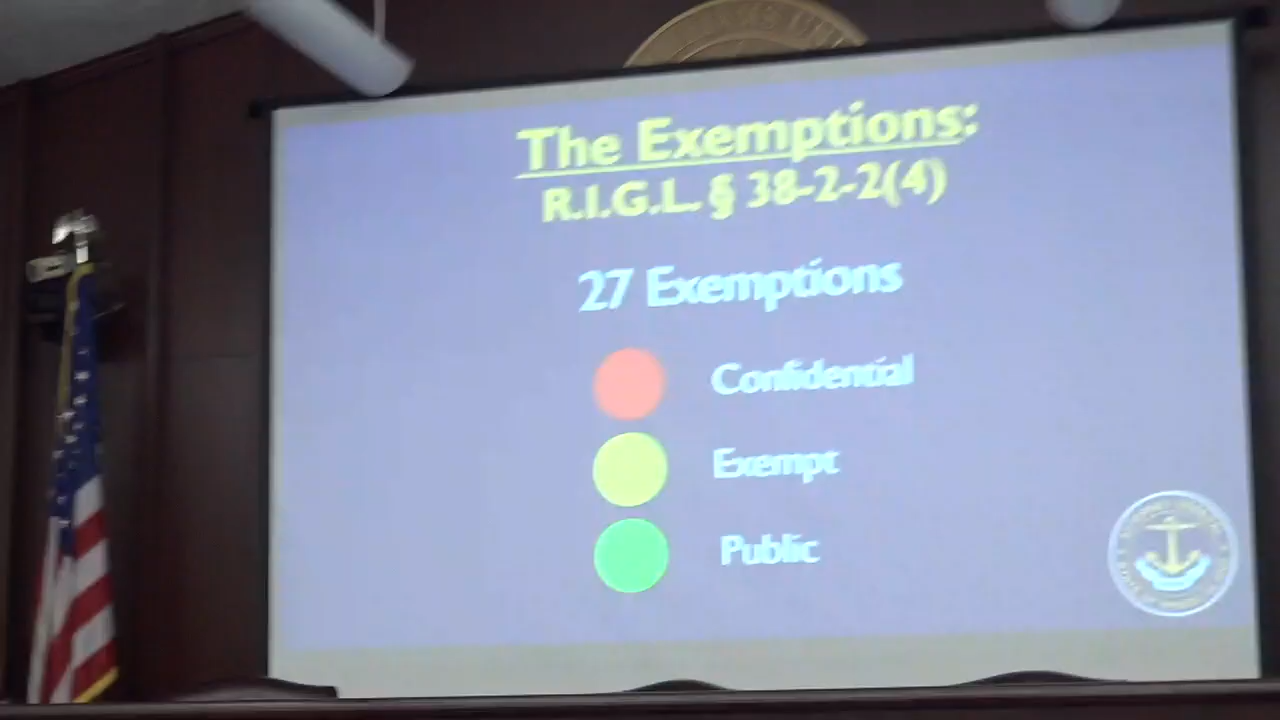 The Exemptions:
R.I.G.L. § 38-2-2(4)
27 Exemptions
Confidential
Exempt
Public